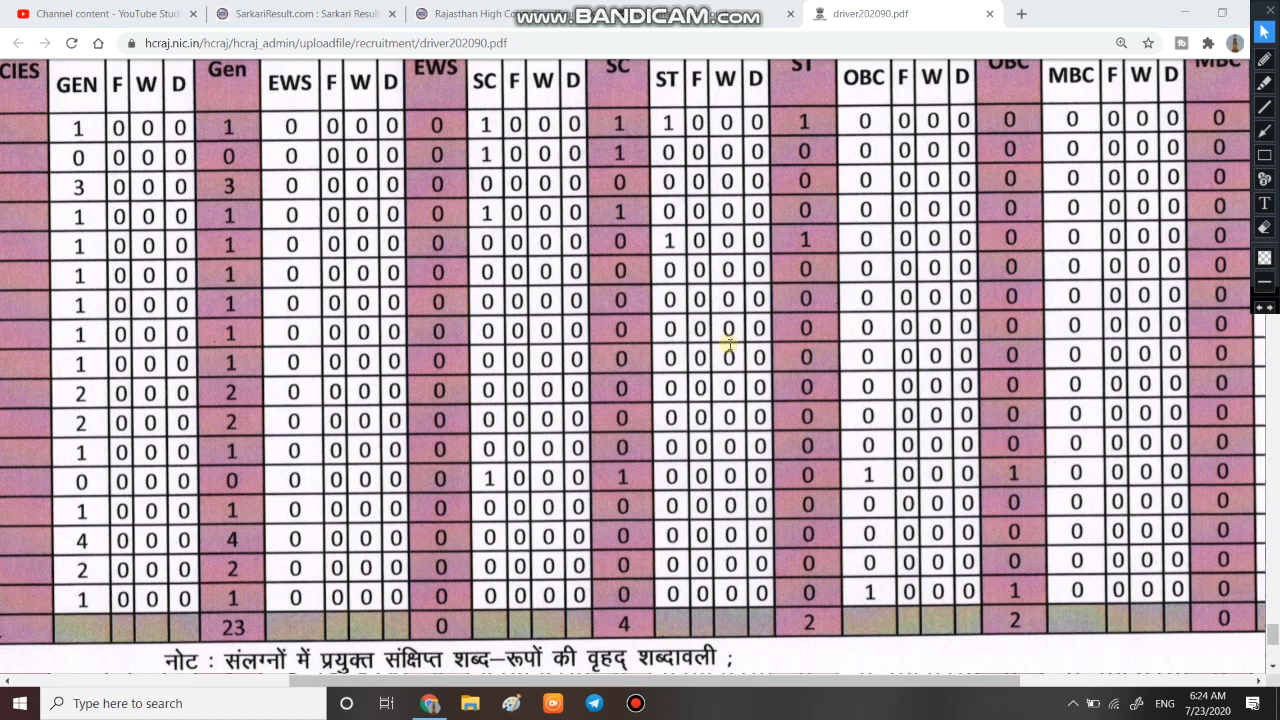 Channel content - YouTube Studi
SarkariResult.com : Sarkari Result
Rajasthan High Co
www.BANDICAM.com
driver202090.pdf
hcraj.nic.in/hcraj/hcraj_admin/uploadfile/recruitment/driver202090.pdf
CIES GEN F W D Gen EWS F W D EWS SC F W D SC ST F W D ST OBC F W D OBC MBC F W D MBC
1 0 0 0 1 0 0 0 0 0 1 0 0 0 1 1 0 0 0 1 0 0 0 0 0 0 0 0 0 0
0 0 0 0 0 0 0 0 0 0 1 0 0 0 1 0 0 0 0 0 0 0 0 0 0 0 0 0 0 0
3 0 0 0 3 0 0 0 0 0 0 0 0 0 0 0 0 0 0 0 0 0 0 0 0 0 0 0 0 0
1 0 0 0 1 0 0 0 0 0 1 0 0 0 1 0 0 0 0 0 0 0 0 0 0 0 0 0 0 0
1 0 0 0 1 0 0 0 0 0 0 0 0 0 0 1 0 0 0 1 0 0 0 0 0 0 0 0 0 0
1 0 0 0 1 0 0 0 0 0 0 0 0 0 0 0 0 0 0 0 0 0 0 0 0 0 0 0 0 0
1 0 0 0 1 0 0 0 0 0 0 0 0 0 0 0 0 0 0 0 0 0 0 0 0 0 0 0 0 0
1 0 0 0 1 0 0 0 0 0 0 0 0 0 0 0 0 0 0 0 0 0 0 0 0 0 0 0 0 0
1 0 0 0 1 0 0 0 0 0 0 0 0 0 0 0 0 0 0 0 0 0 0 0 0 0 0 0 0 0
2 0 0 0 2 0 0 0 0 0 0 0 0 0 0 0 0 0 0 0 0 0 0 0 0 0 0 0 0 0
2 0 0 0 2 0 0 0 0 0 0 0 0 0 0 0 0 0 0 0 0 0 0 0 0 0 0 0 0 0
1 0 0 0 1 0 0 0 0 0 0 0 0 0 0 0 0 0 0 0 0 0 0 0 0 0 0 0 0 0
0 0 0 0 0 0 0 0 0 0 1 0 0 0 1 0 0 0 0 0 1 0 0 0 1 0 0 0 0 0
1 0 0 0 1 0 0 0 0 0 0 0 0 0 0 0 0 0 0 0 0 0 0 0 0 0 0 0 0 0
4 0 0 0 4 0 0 0 0 0 0 0 0 0 0 0 0 0 0 0 0 0 0 0 0 0 0 0 0 0
2 0 0 0 2 0 0 0 0 0 0 0 0 0 0 0 0 0 0 0 0 0 0 0 0 0 0 0 0 0
1 0 0 0 1 0 0 0 0 0 0 0 0 0 0 0 0 0 0 0 1 0 0 0 1 0 0 0 0 0
23 0 4 2 2 0
नोट : संलग्नों में प्रयुक्त संक्षिप्त शब्द–रूपों की वृहद् शब्दावली ;
Type here to search
ENG
6:24 AM
7/23/2020